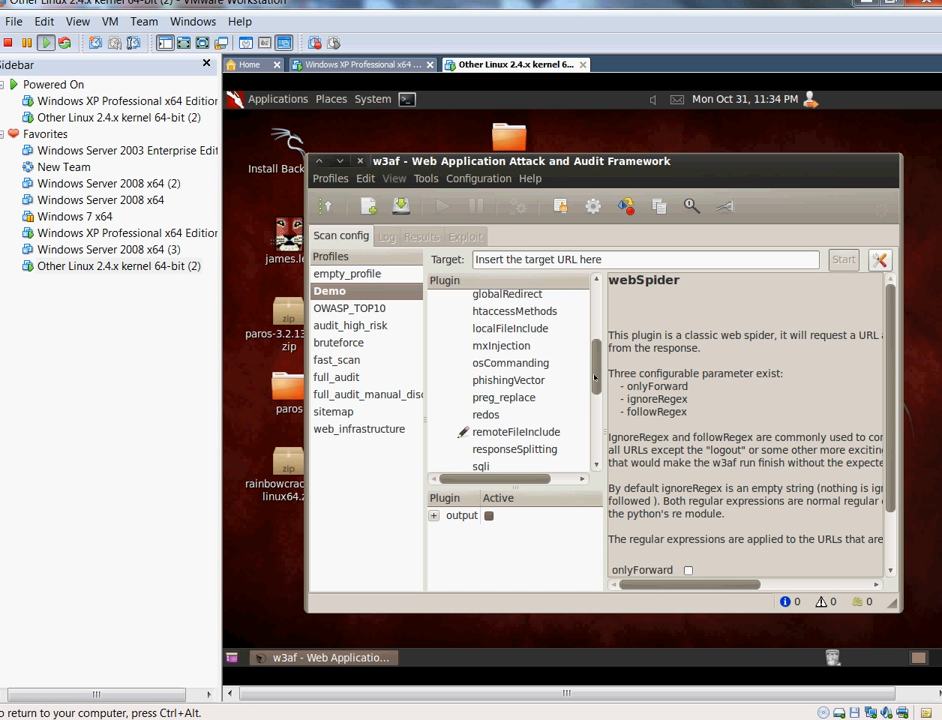 Other Linux 2.4.x kernel 64-bit (2) - VMware Workstation
File Edit View VM Team Windows Help
Sidebar
Powered On
Windows XP Professional x64 Edition
Other Linux 2.4.x kernel 64-bit (2)
Favorites
Windows Server 2003 Enterprise Edit
New Team
Windows Server 2008 x64 (2)
Windows Server 2008 x64
Windows 7 x64
Windows XP Professional x64 Edition
Windows Server 2008 x64 (3)
Other Linux 2.4.x kernel 64-bit (2)
Home Windows XP Professional x64 ... Other Linux 2.4.x kernel 6...
Applications Places System Mon Oct 31, 11:34 PM
Install Back
james.le
paros-3.2.13
zip
paros
rainbowcrac
linux64.z
w3af - Web Application Attack and Audit Framework
Profiles Edit View Tools Configuration Help
Scan config Log Results Exploit
Profiles
empty_profile
Demo
OWASP_TOP10
audit_high_risk
bruteforce
fast_scan
full_audit
full_audit_manual_disc
sitemap
web_infrastructure
Target: Insert the target URL here Start
Plugin
globalRedirect
htaccessMethods
localFileInclude
mxInjection
osCommanding
phishingVector
preg_replace
redos
remoteFileInclude
responseSplitting
sqli
Plugin Active
output
webSpider
This plugin is a classic web spider, it will request a URL a
from the response.
Three configurable parameter exist:
- onlyForward
- ignoreRegex
- followRegex
IgnoreRegex and followRegex are commonly used to cor
all URLs except the "logout" or some other more exciting
that would make the w3af run finish without the expecte
By default ignoreRegex is an empty string (nothing is ign
followed ). Both regular expressions are normal regular e
the python's re module.
The regular expressions are applied to the URLs that are
onlyForward
0 0 0
w3af - Web Applicatio...
o return to your computer, press Ctrl+Alt.